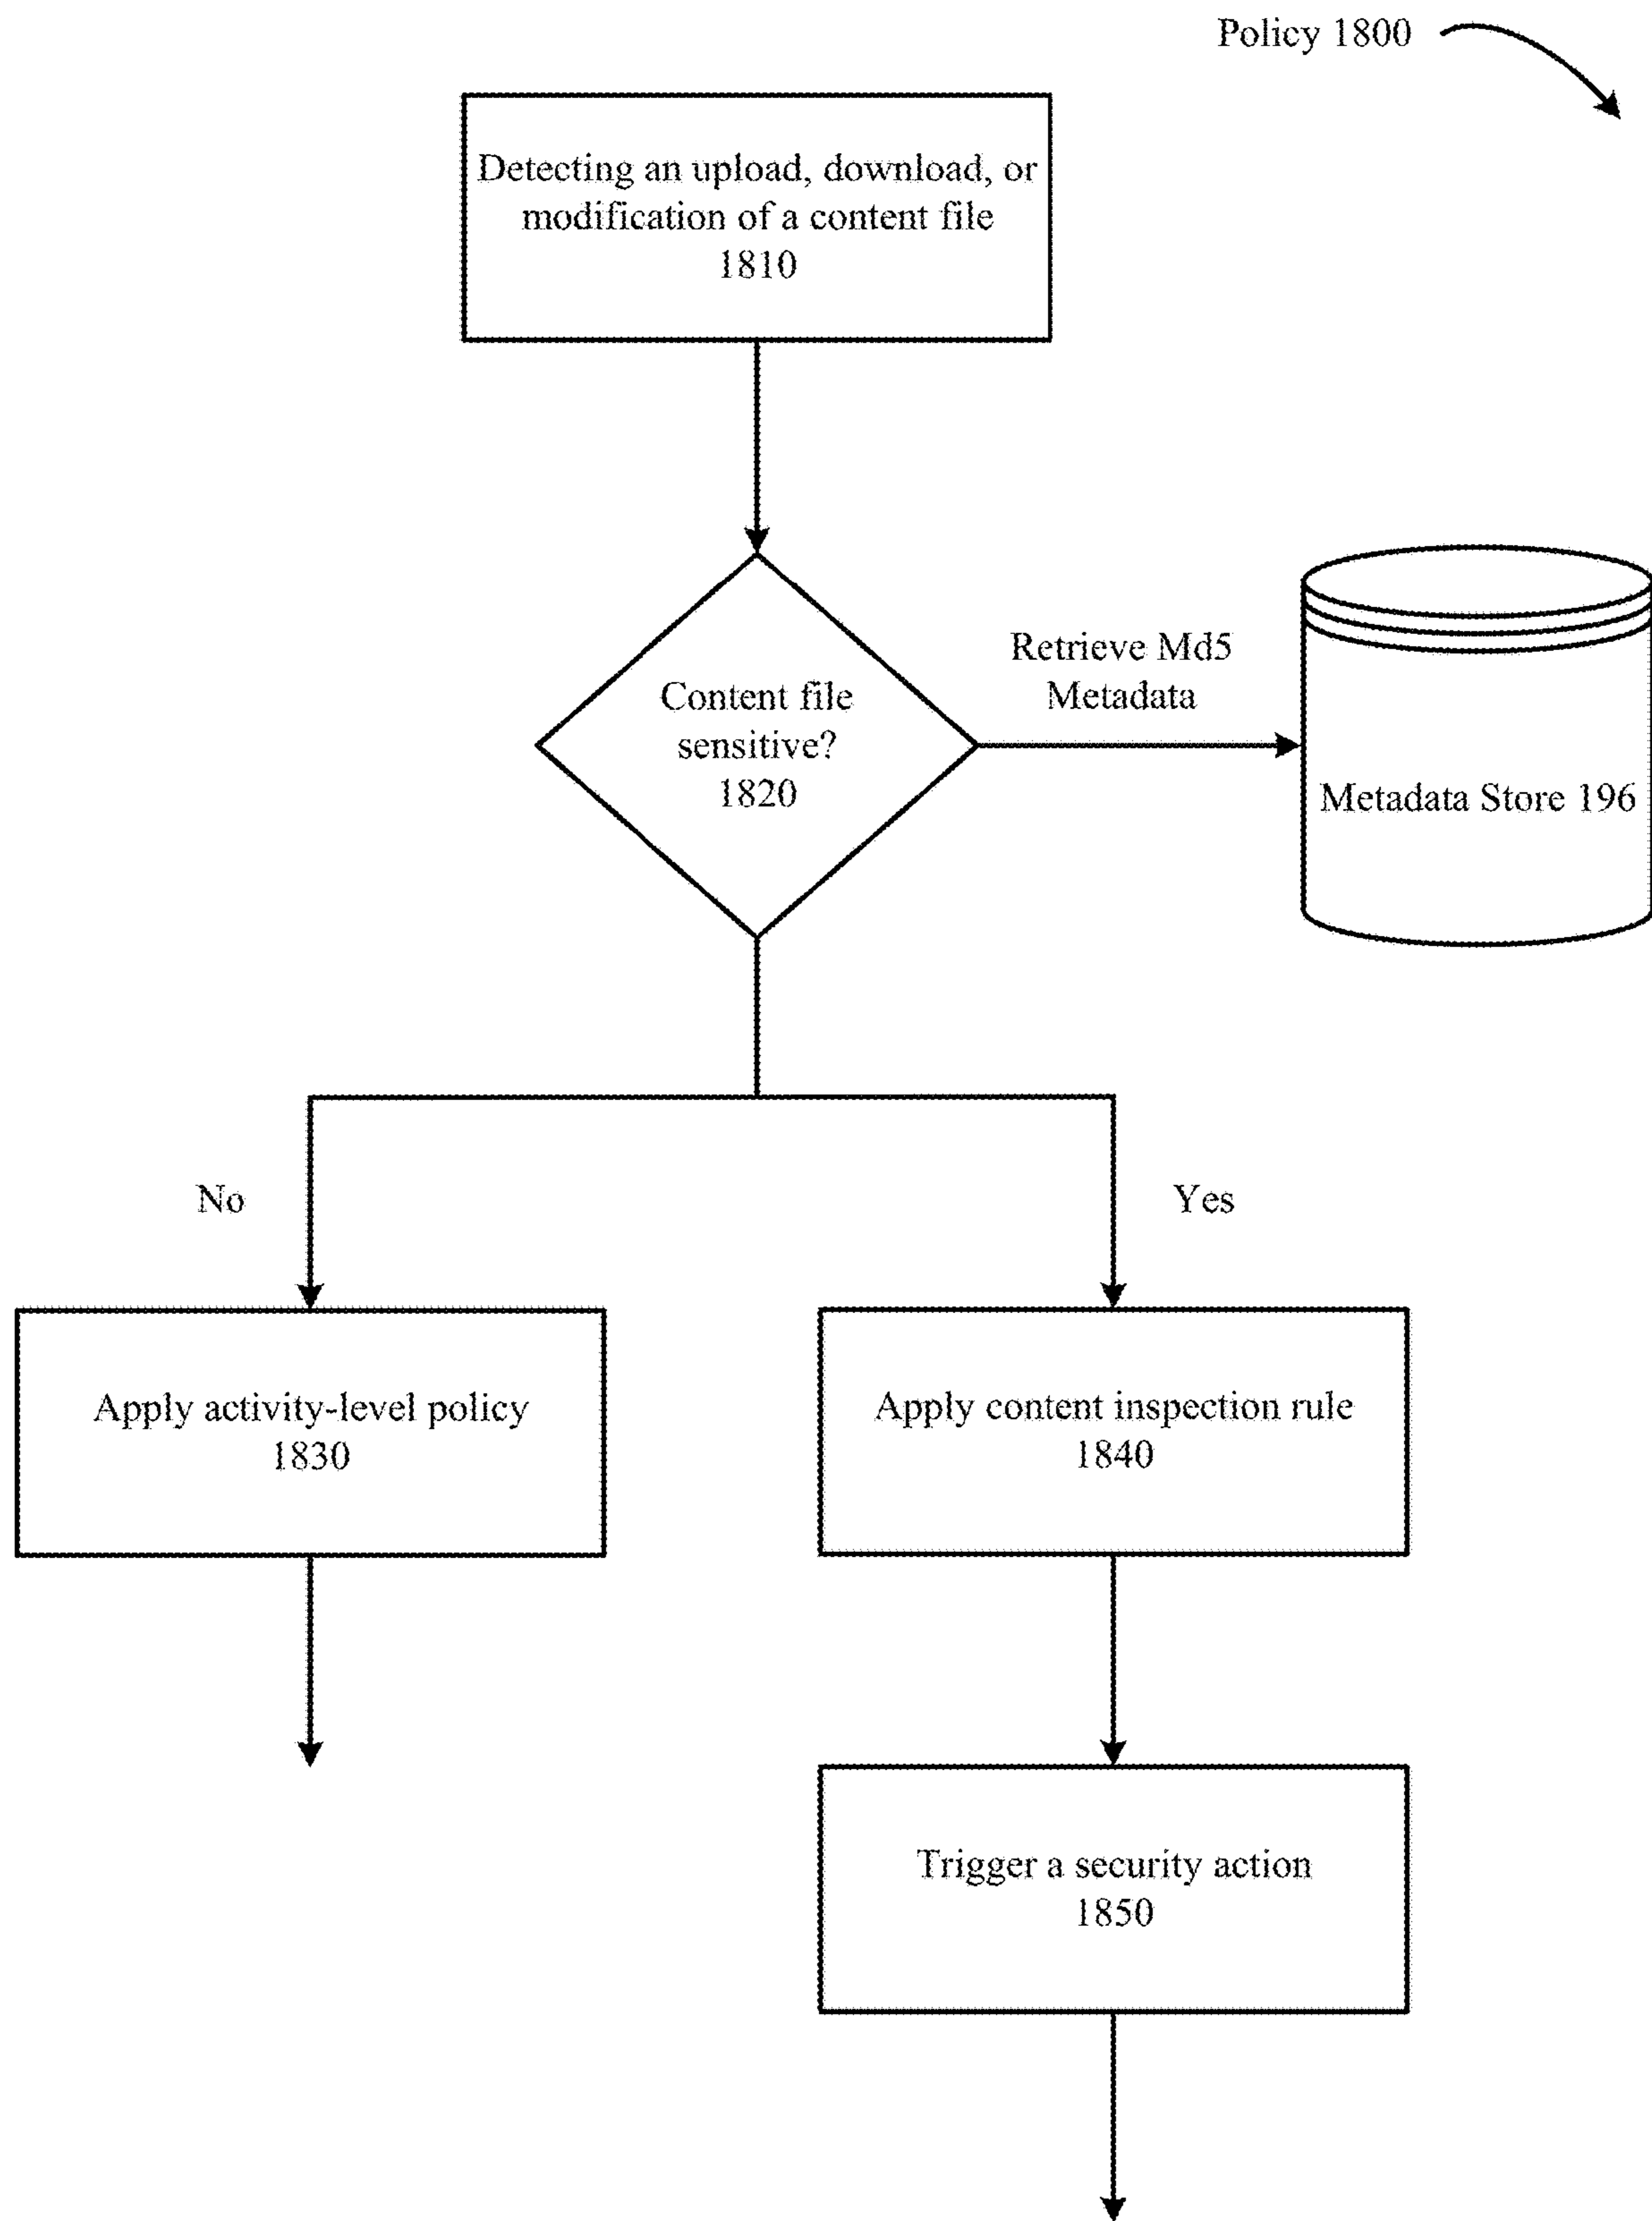 Policy 1800
Detecting an upload, download, or
modification of a content file
1810
Retrieve Md5
Metadata
Content file
sensitive?
1820
Metadata Store 196
No
Yes
Apply activity-level policy
1830
Apply content inspection rule
1840
Trigger a security action
1850